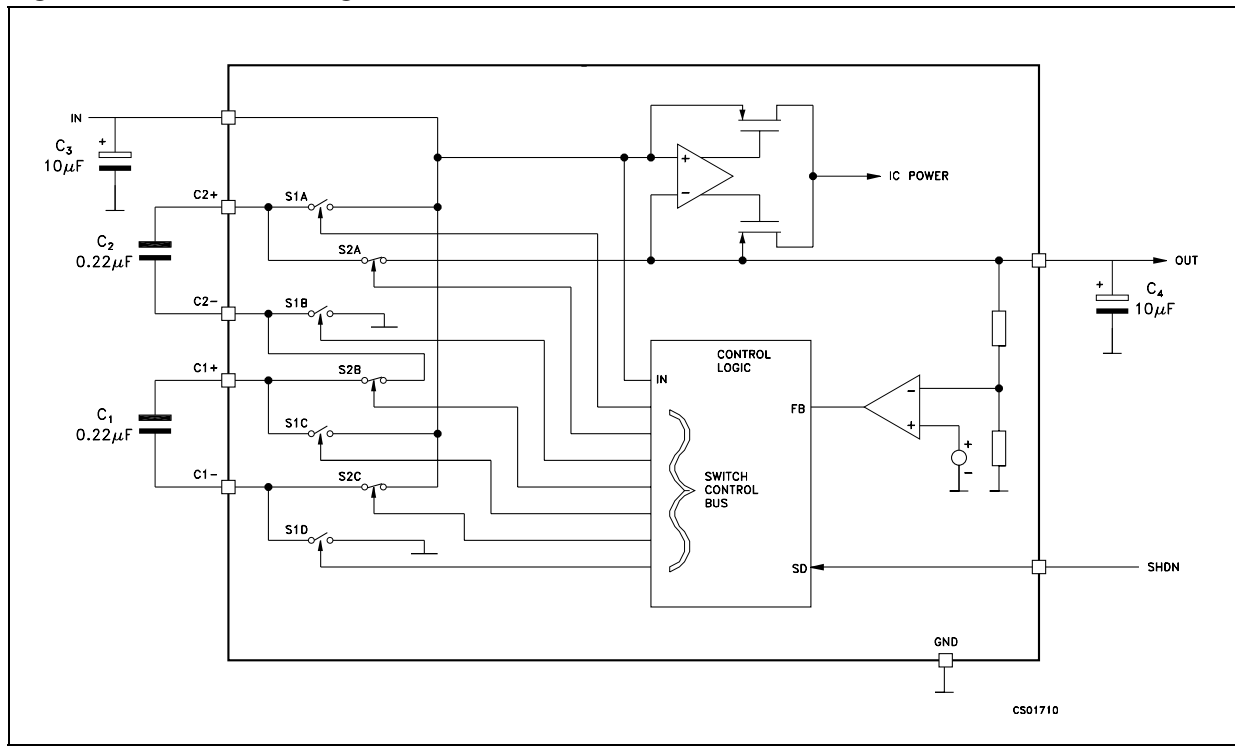 IN
+
C3
10µF
C2+
S1A
C2
0.22µF
S2A
C2-
S1B
C1+
S2B
C1
0.22µF
S1C
C1-
S2C
S1D
+
-
IC POWER
OUT
+
C4
10µF
CONTROL
LOGIC
IN
FB
-
+
+
-
SWITCH
CONTROL
BUS
SD
SHDN
GND
CS01710